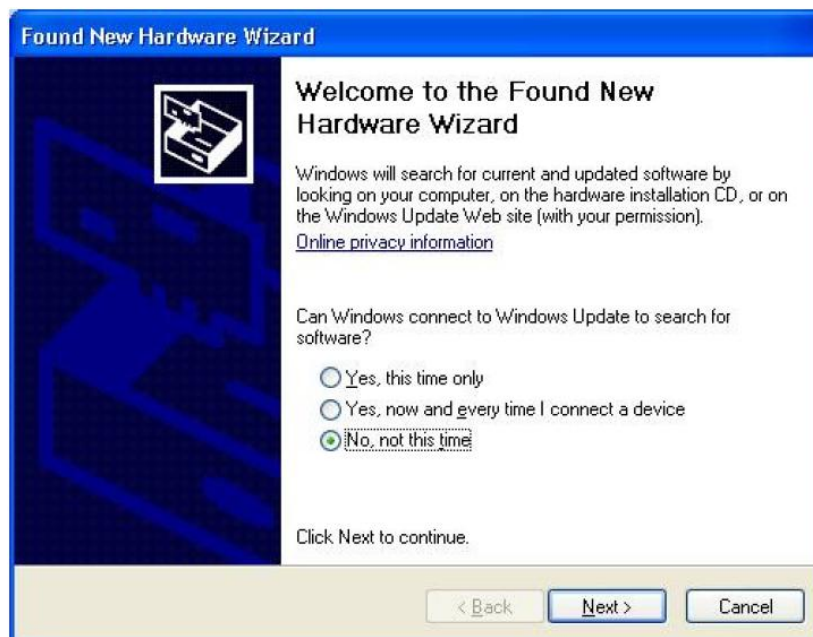 Found New Hardware Wizard
Welcome to the Found New
Hardware Wizard
Windows will search for current and updated software by
looking on your computer, on the hardware installation CD, or on
the Windows Update Web site (with your permission).
Online privacy information
Can Windows connect to Windows Update to search for
software?
Yes, this time only
Yes, now and every time I connect a device
No, not this time
Click Next to continue.
< Back Next > Cancel